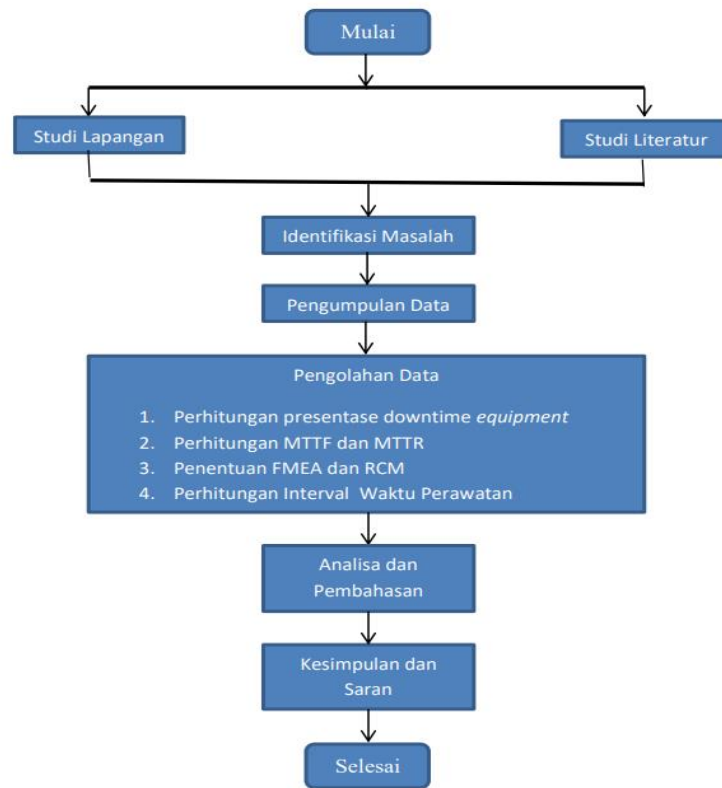 Mulai
Studi Lapangan
Studi Literatur
Identifikasi Masalah
Pengumpulan Data
Pengolahan Data
1. Perhitungan presentase downtime equipment
2. Perhitungan MTTF dan MTTR
3. Penentuan FMEA dan RCM
4. Perhitungan Interval Waktu Perawatan
Analisa dan
Pembahasan
Kesimpulan dan
Saran
Selesai